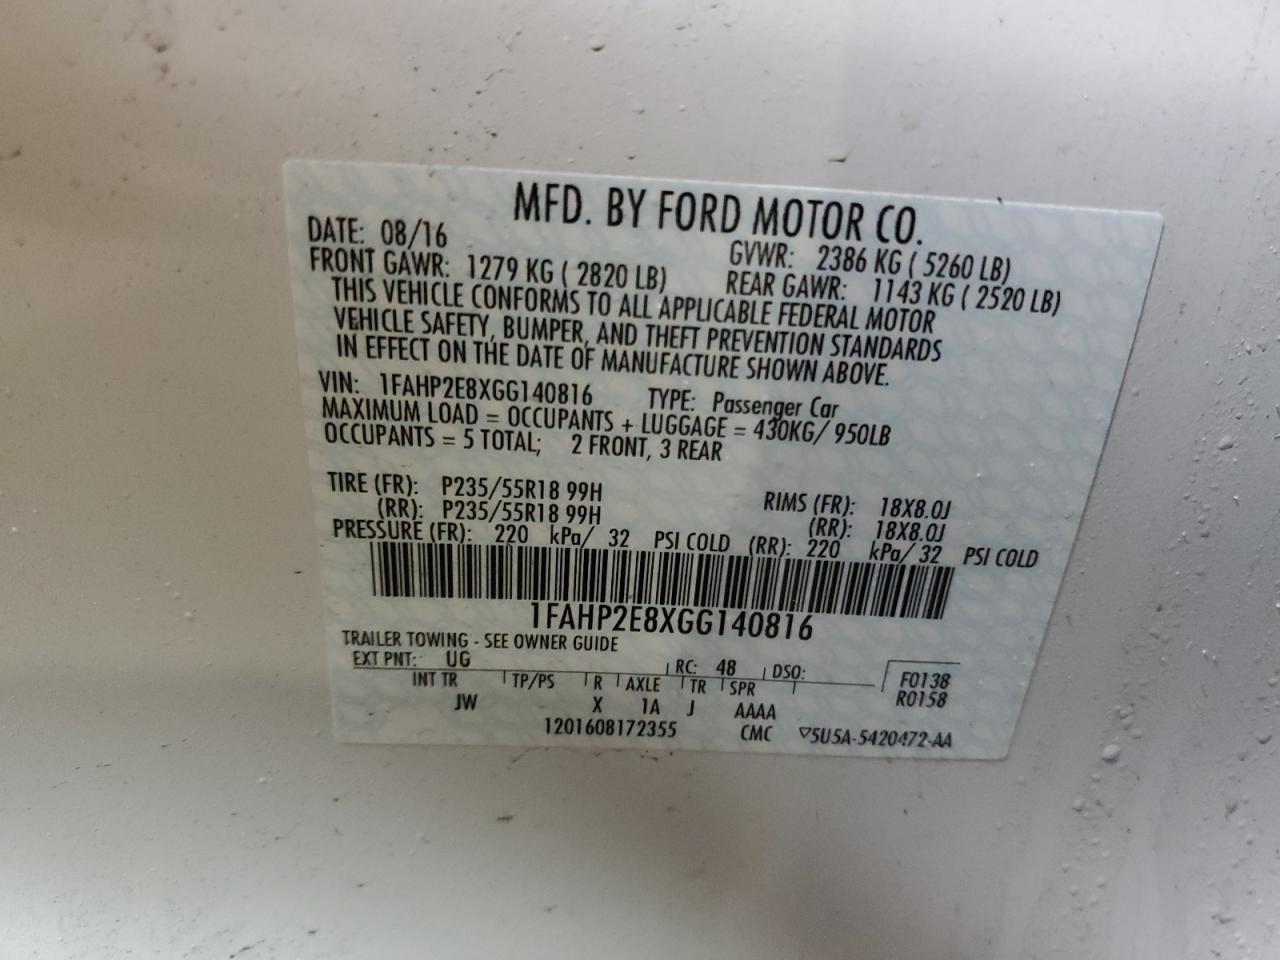 MFD. BY FORD MOTOR CO.
DATE: 08/16 GVWR: 2386 KG ( 5260 LB)
FRONT GAWR: 1279 KG ( 2820 LB) REAR GAWR: 1143 KG ( 2520 LB)
THIS VEHICLE CONFORMS TO ALL APPLICABLE FEDERAL MOTOR
VEHICLE SAFETY, BUMPER, AND THEFT PREVENTION STANDARDS
IN EFFECT ON THE DATE OF MANUFACTURE SHOWN ABOVE.
VIN: 1FAHP2E8XGG140816 TYPE: Passenger Car
MAXIMUM LOAD = OCCUPANTS + LUGGAGE = 430KG/ 950LB
OCCUPANTS = 5 TOTAL; 2 FRONT, 3 REAR
TIRE (FR): P235/55R18 99H RIMS (FR): 18X8.0J
(RR): P235/55R18 99H (RR): 18X8.0J
PRESSURE (FR): 220 kPa/ 32 PSI COLD (RR): 220 kPa/ 32 PSI COLD
1FAHP2E8XGG140816
TRAILER TOWING - SEE OWNER GUIDE
EXT PNT: UG RC: 48 DSO: F0138
INT TR TP/PS R AXLE TR SPR R0158
JW X 1A J AAAA
1201608172355 CMC ▽5U5A-5420472-AA